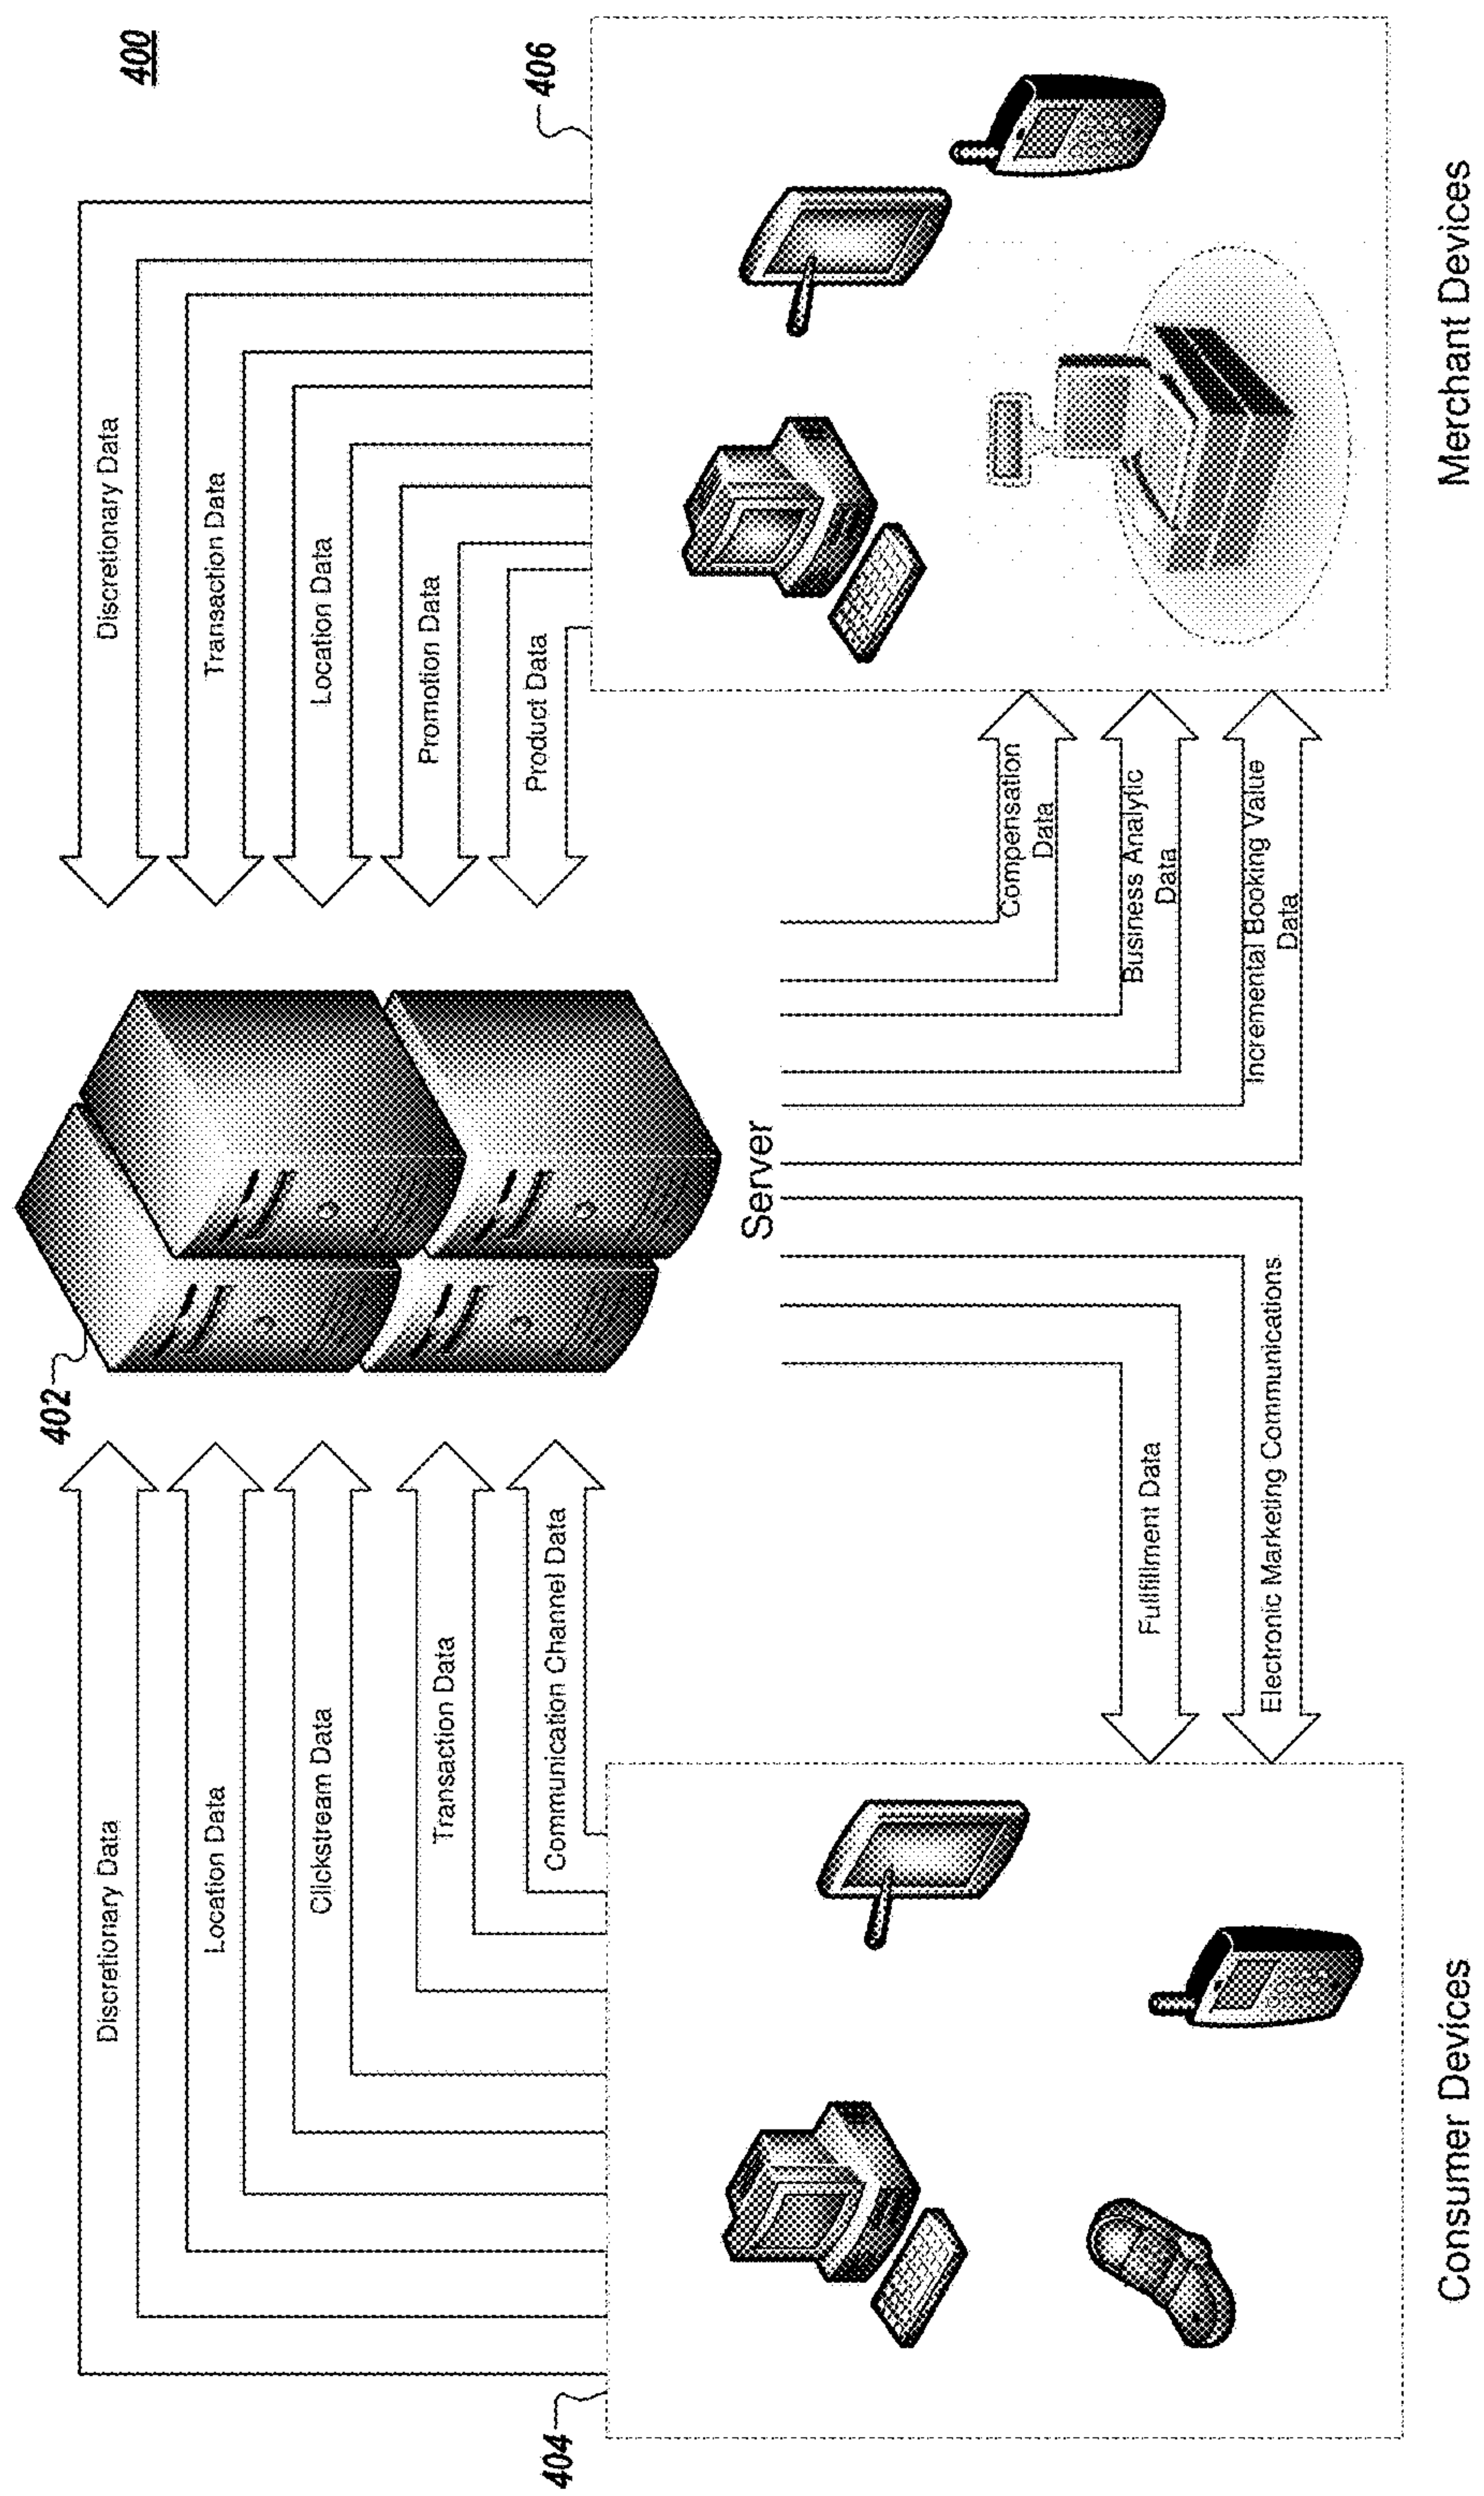 400
402
Discretionary Data
Location Data
Clickstream Data
Transaction Data
Communication Channel Data
Discretionary Data
Transaction Data
Location Data
Promotion Data
Product Data
404
406
Server
Compensation
Data
Business Analytic
Data
Incremental Booking Value
Data
Fullfillment Data
Electronic Marketing Communications
Consumer Devices
Merchant Devices